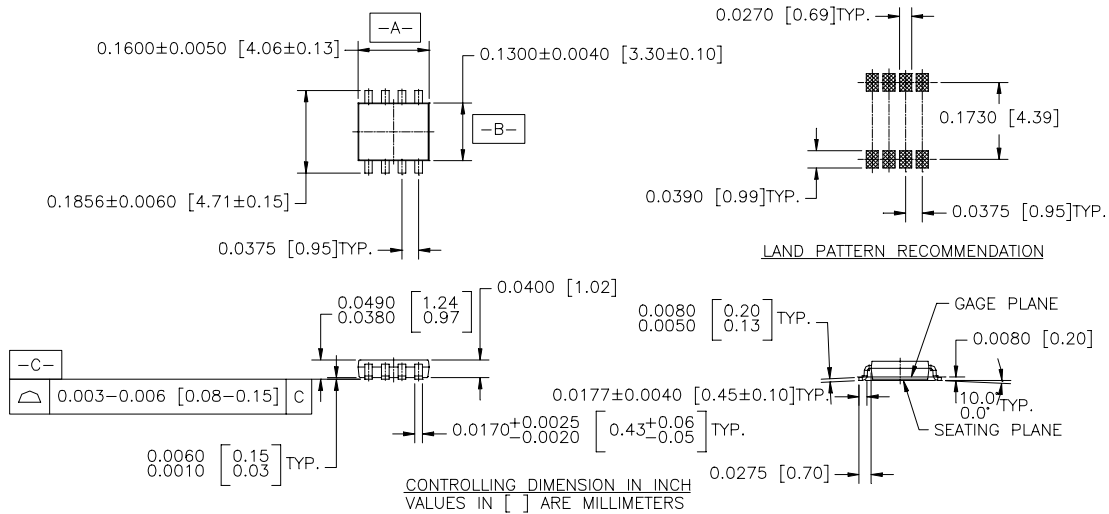 -A-
0.1600±0.0050 [4.06±0.13]
0.1300±0.0040 [3.30±0.10]
-B-
0.1856±0.0060 [4.71±0.15]
0.0375 [0.95]TYP.
0.0270 [0.69]TYP.
0.1730 [4.39]
0.0390 [0.99]TYP.
0.0375 [0.95]TYP.
LAND PATTERN RECOMMENDATION
0.0490 [1.24
0.0380 0.97]
0.0400 [1.02]
-C-
0.003-006 [0.08-0.15] C
0.0060 [0.15
0.0010 0.03] TYP.
0.0170+0.0025 [0.43+0.06
-0.0020 -0.05] TYP.
0.0080 [0.20
0.0050 0.13] TYP.
GAGE PLANE
0.0080 [0.20]
0.0177±0.0040 [0.45±0.10]TYP.
10.0°
0.0° TYP.
SEATING PLANE
0.0275 [0.70]
CONTROLLING DIMENSION IN INCH
VALUES IN [ ] ARE MILLIMETERS